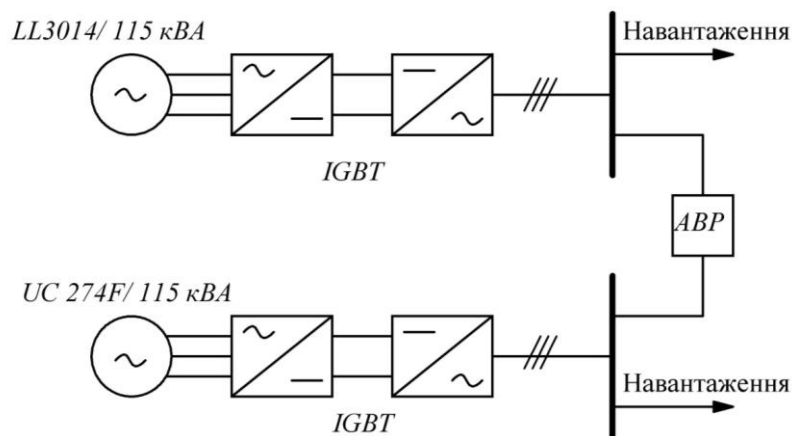 LL3014/ 115 кВА
Навантаження
IGBT
АВР
UC 274F/ 115 кВА
Навантаження
IGBT